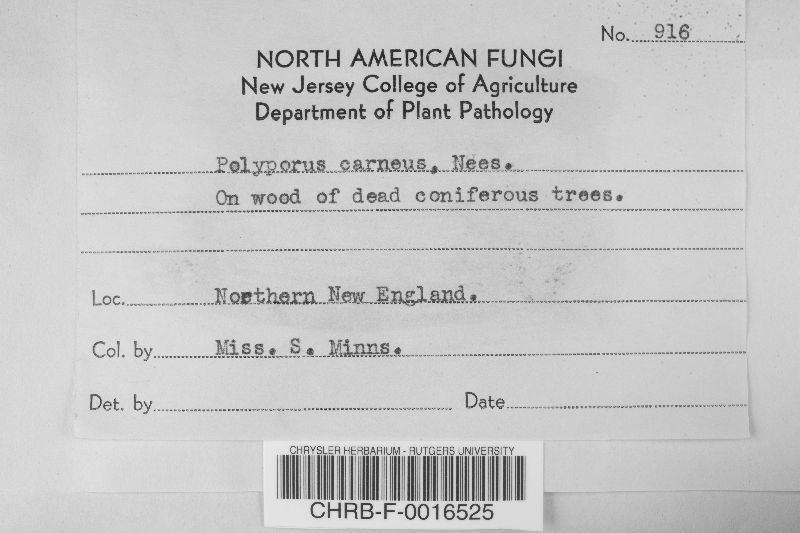 No. 916
NORTH AMERICAN FUNGI
New Jersey College of Agriculture
Department of Plant Pathology
Polyporus carneus, Nees.
On wood of dead coniferous trees.
Loc. Northern New England.
Col. by Miss. S. Minns.
Det. by Date
CHRYSLER HERBARIUM - RUTGERS UNIVERSITY
CHRB-F-0016525